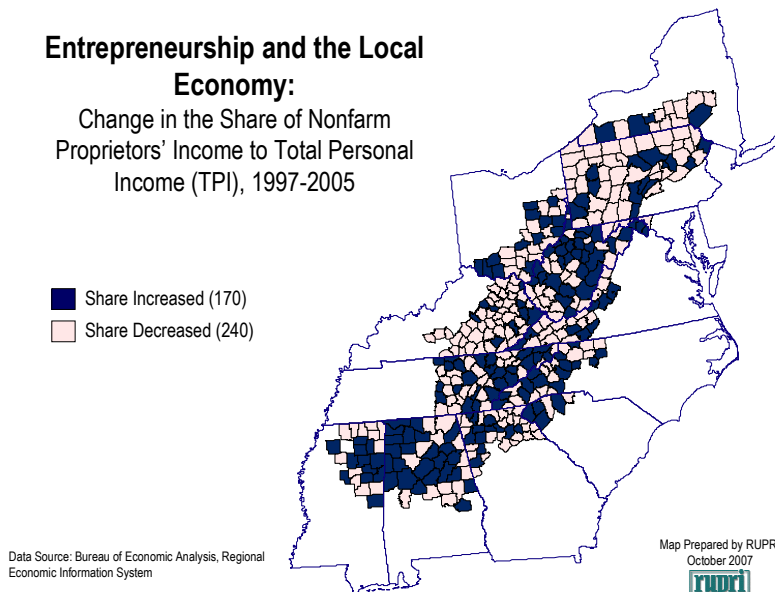 Entrepreneurship and the Local
Economy:
Change in the Share of Nonfarm
Proprietors' Income to Total Personal
Income (TPI), 1997-2005
Share Increased (170)
Share Decreased (240)
Data Source: Bureau of Economic Analysis, Regional
Economic Information System
Map Prepared by RUPR
October 2007
rupri